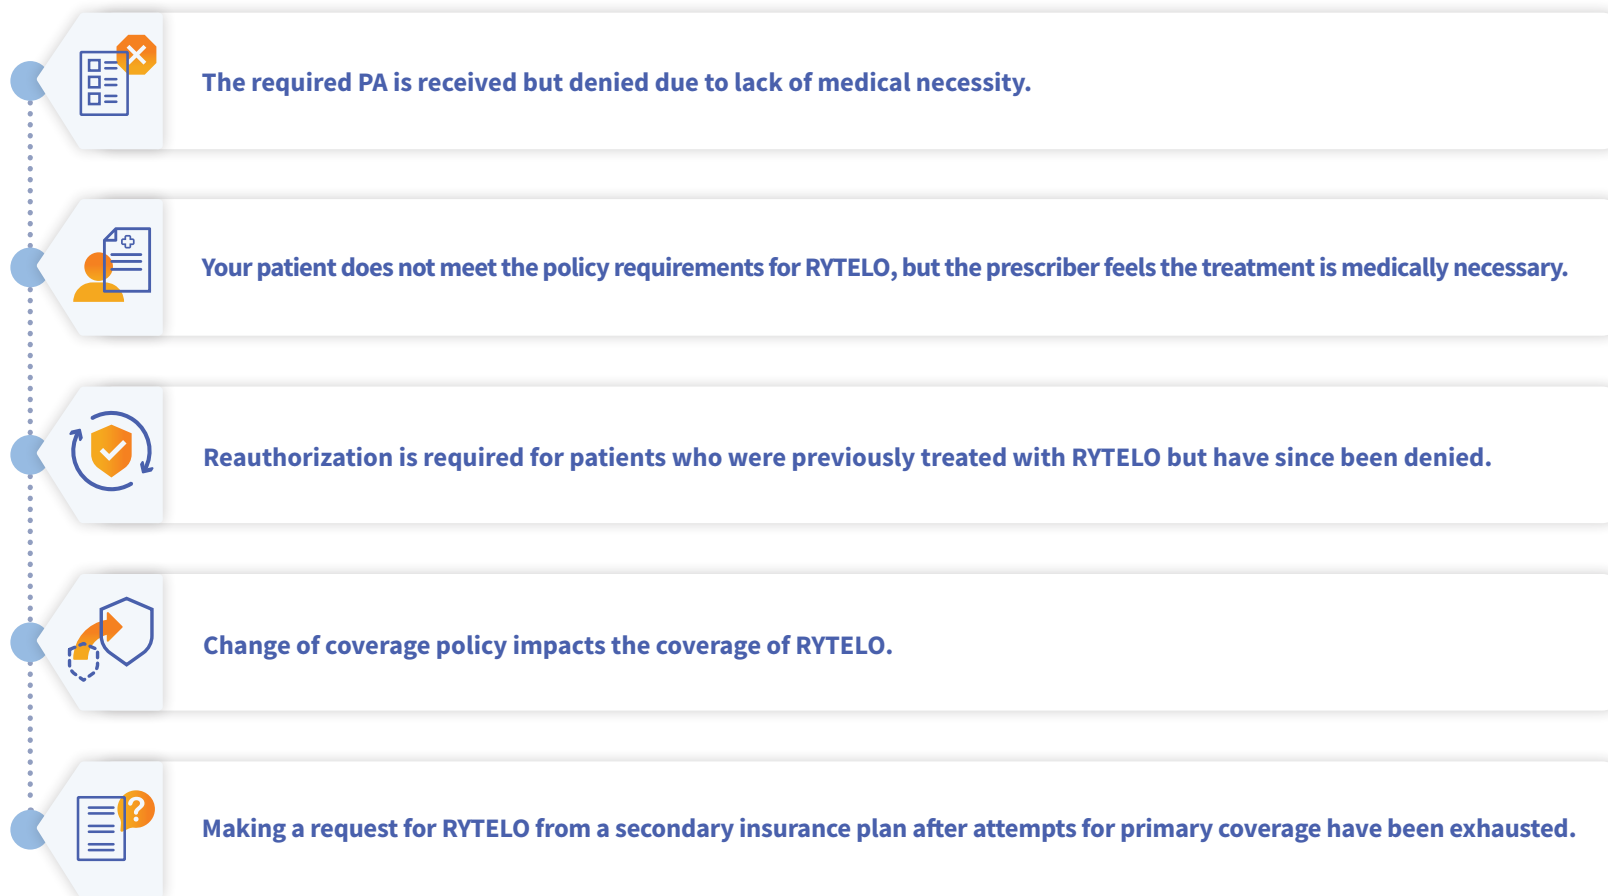 The required PA is received but denied due to lack of medical necessity.
Your patient does not meet the policy requirements for RYTELO, but the prescriber feels the treatment is medically necessary.
Reauthorization is required for patients who were previously treated with RYTELO but have since been denied.
Change of coverage policy impacts the coverage of RYTELO.
?
Making a request for RYTELO from a secondary insurance plan after attempts for primary coverage have been exhausted.